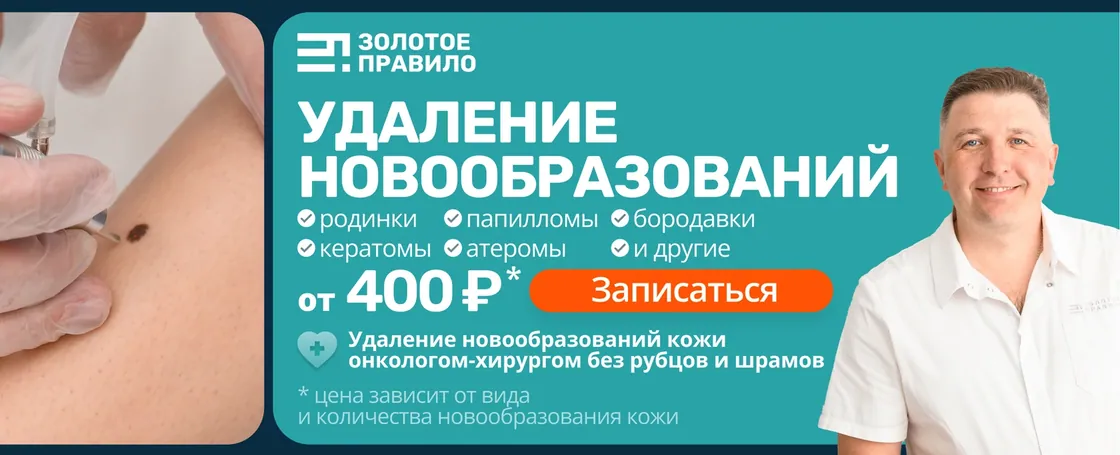 ЗОЛОТОЕ
ПРАВИЛО
УДАЛЕНИЕ
НОВООБРАЗОВАНИЙ
родинки папилломы бородавки
кератомы атеромы и другие
от 400 ₽*
Записаться
Удаление новообразований кожи
онкологом-хирургом без рубцов и шрамов
* цена зависит от вида
и количества новообразования кожи